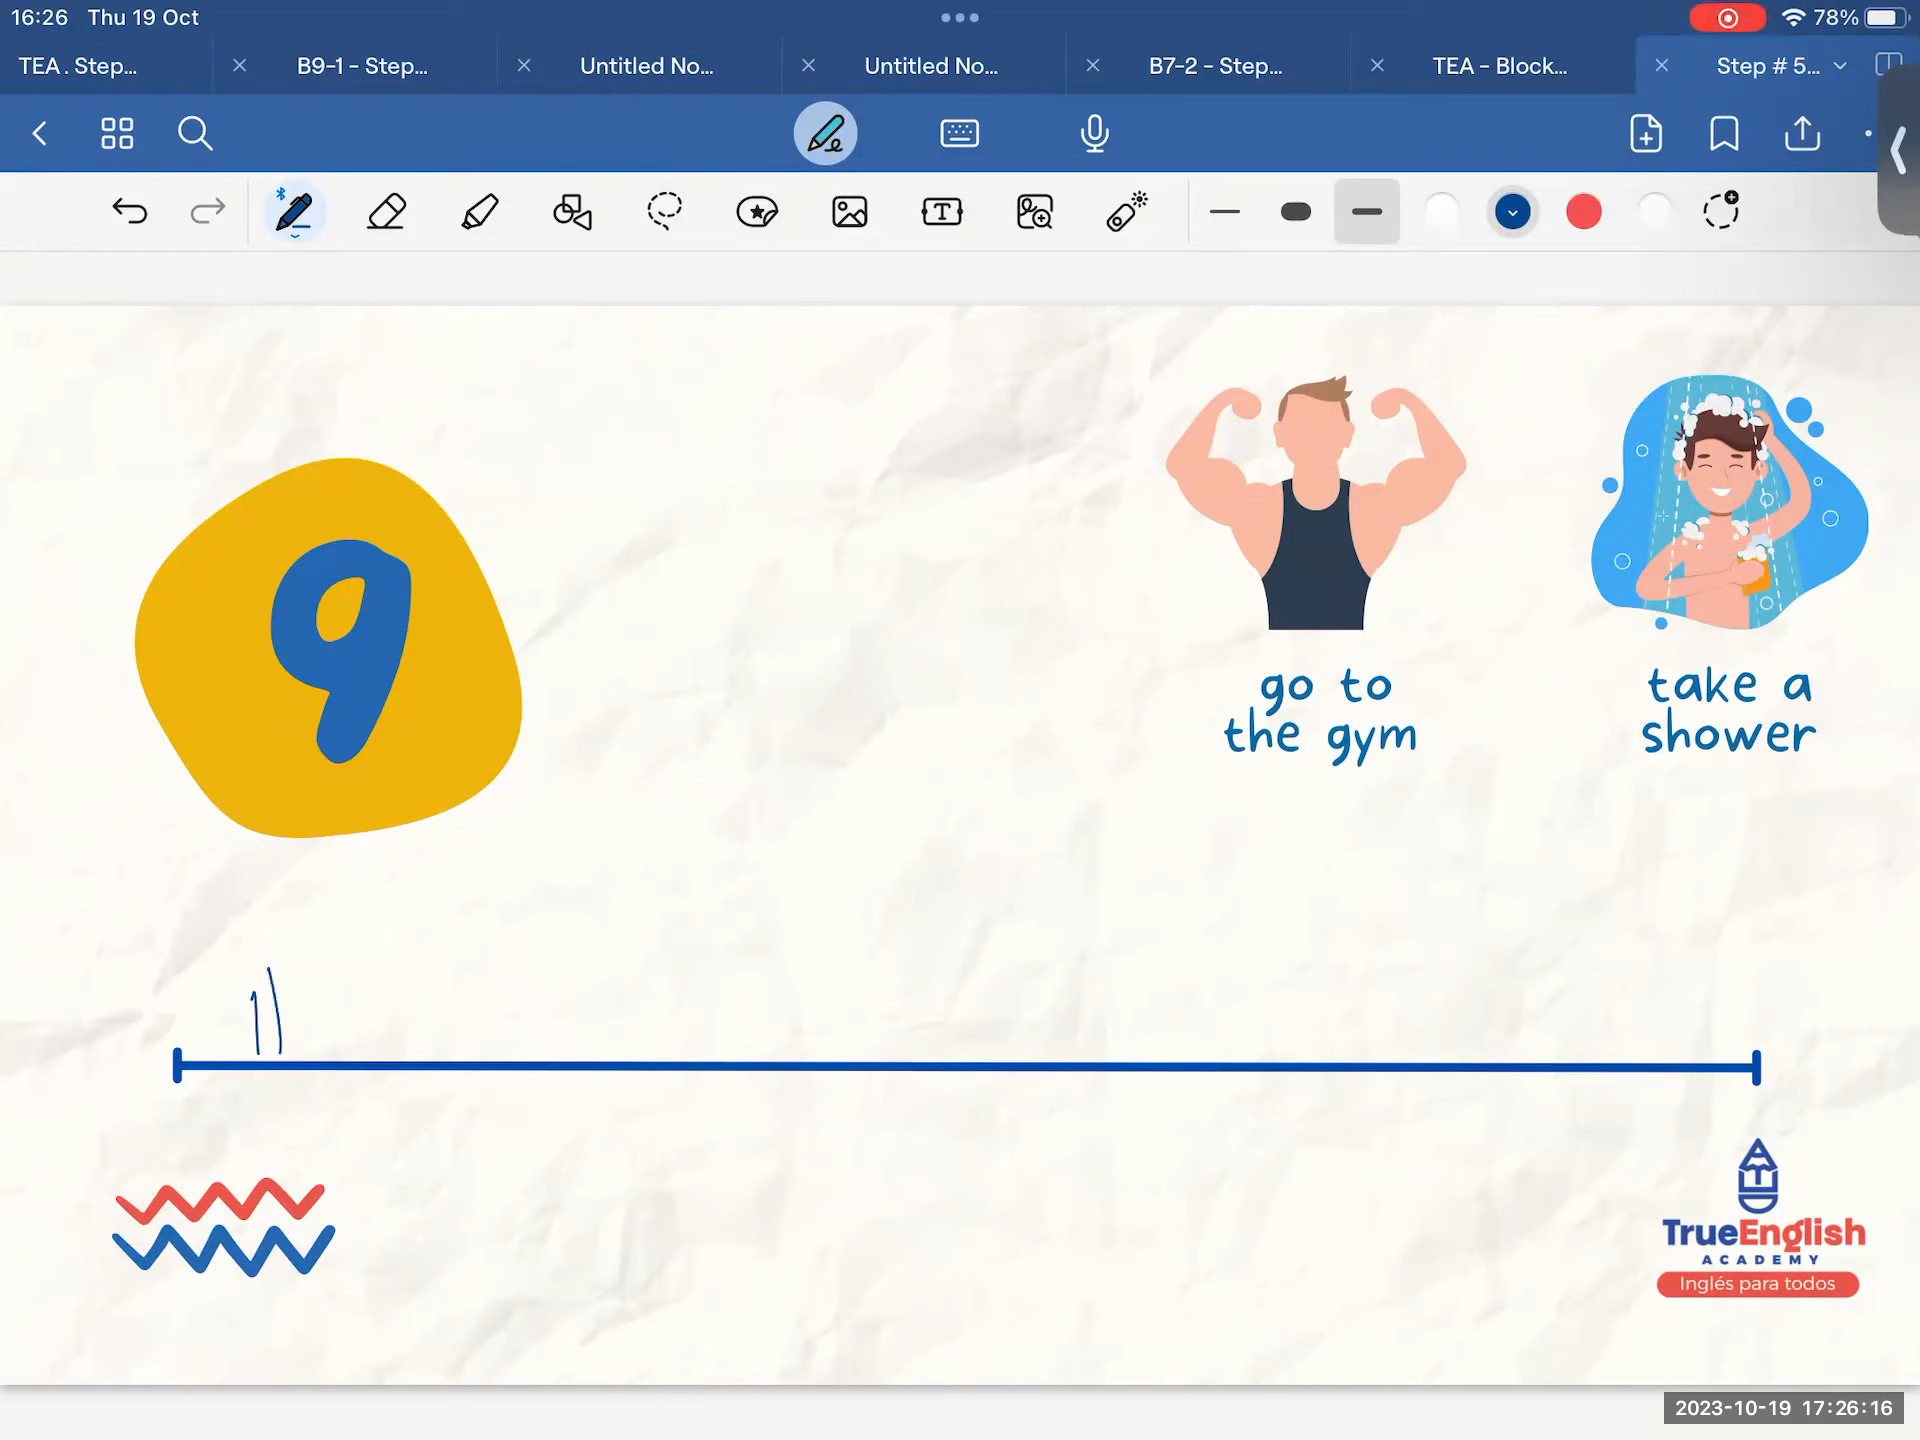 16:26 Thu 19 Oct
78%
TEA . Step...
B9-1 - Step...
Untitled No...
Untitled No...
B7-2 - Step...
TEA - Block...
Step # 5...
9
go to
the gym
take a
shower
TrueEnglish
ACADEMY
Inglés para todos
2023-10-19 17:26:16